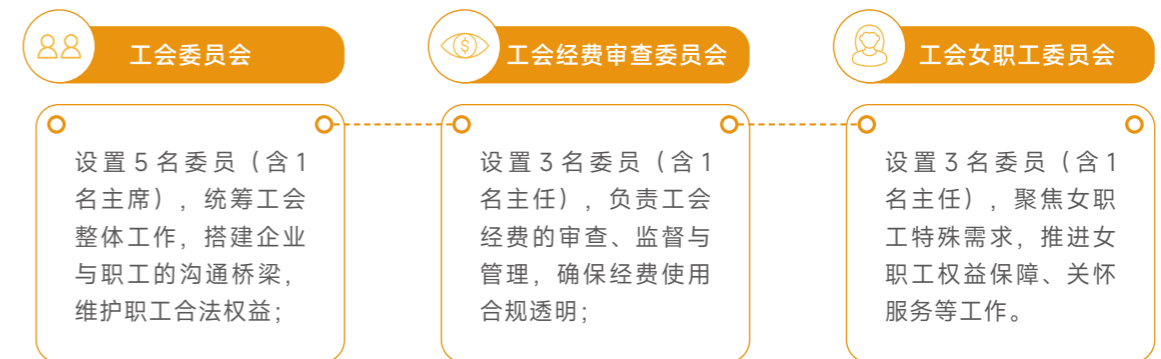 工会委员会
设置5名委员（含1
名主席），统筹工会
整体工作，搭建企业
与职工的沟通桥梁，
维护职工合法权益；
工会经费审查委员会
设置3名委员（含1
名主任），负责工会
经费的审查、监督与
管理，确保经费使用
合规透明；
工会女职工委员会
设置3名委员（含1
名主任），聚焦女职
工特殊需求，推进女
职工权益保障、关怀
服务等工作。